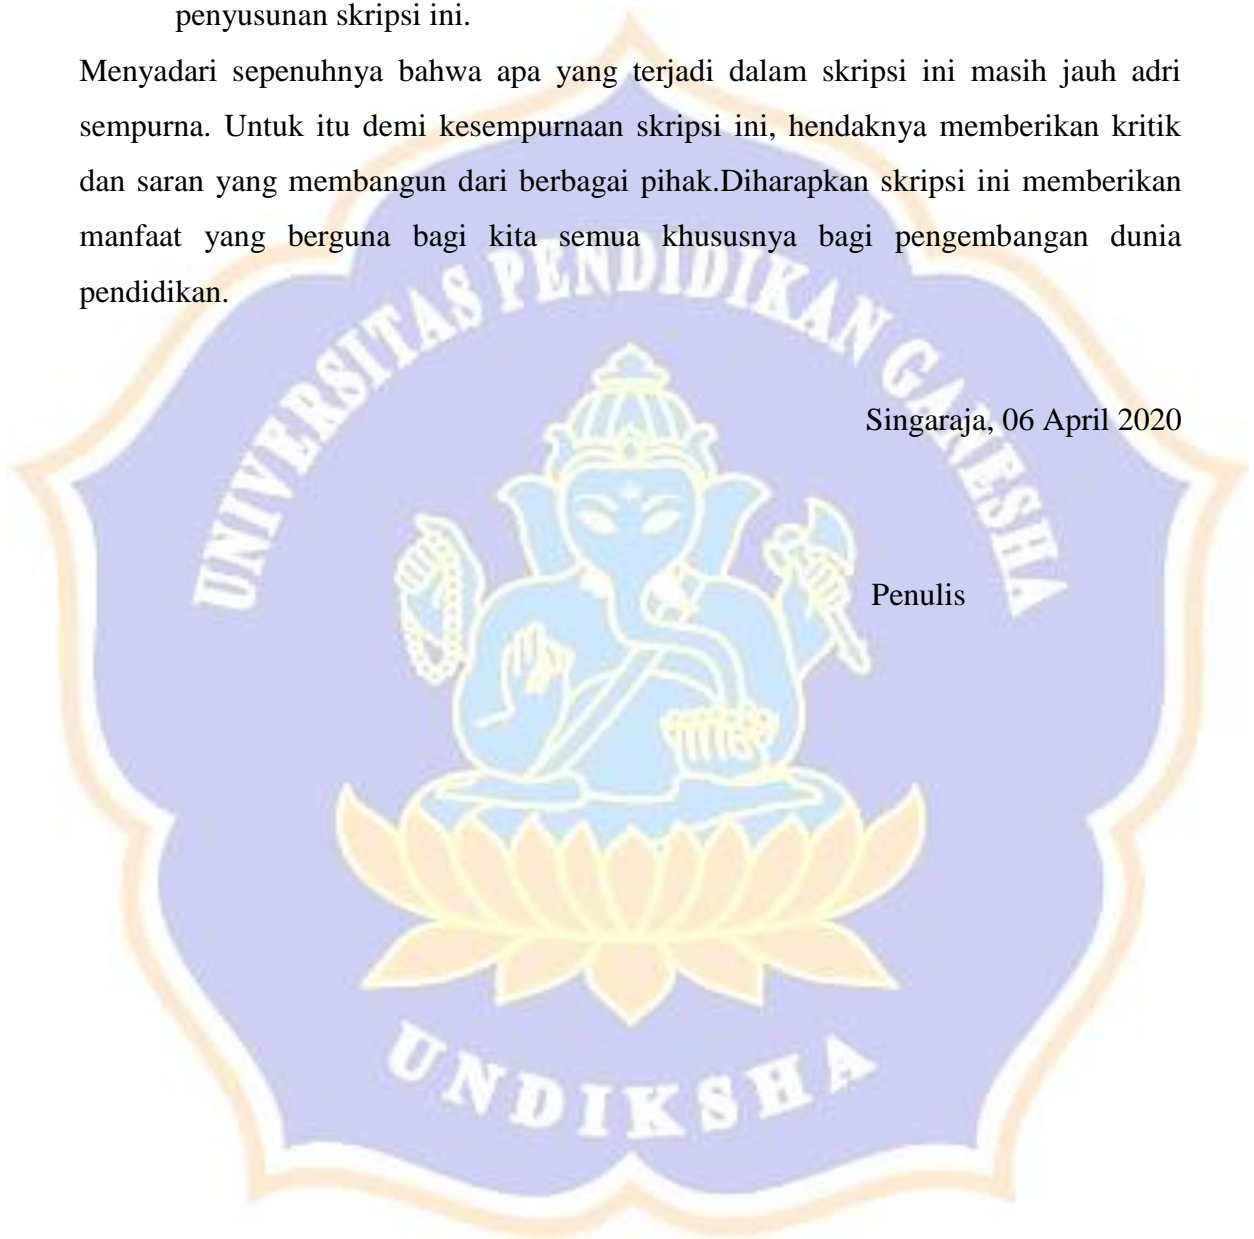 penyusunan skripsi ini.
Menyadari sepenuhnya bahwa apa yang terjadi dalam skripsi ini masih jauh adri
sempurna. Untuk itu demi kesempurnaan skripsi ini, hendaknya memberikan kritik
dan saran yang membangun dari berbagai pihak.Diharapkan skripsi ini memberikan
manfaat yang berguna bagi kita semua khususnya bagi pengembangan dunia
pendidikan.
UNIVERSITAS PENDIDIKAN GANESHA
Singaraja, 06 April 2020
Penulis
UNDIKSHA